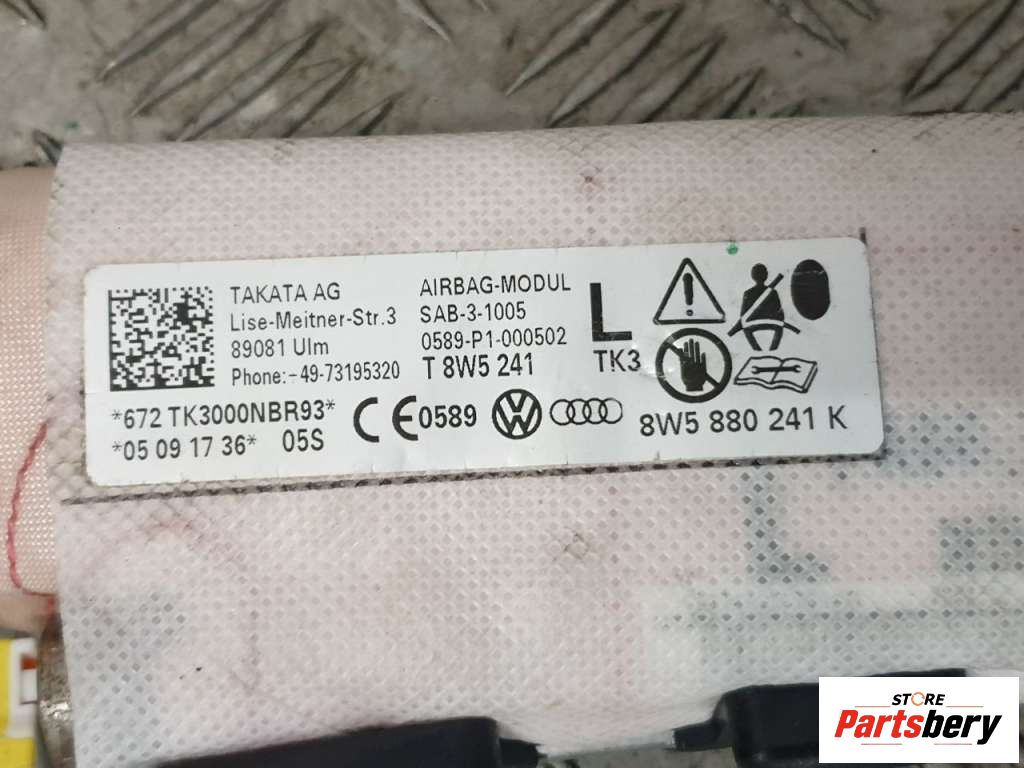 TAKATA AG
Lise-Meitner-Str.3
89081 Ulm
Phone:-49-73195320
*672 TK3000NBR93*
*05 09 17 36* 05S
AIRBAG-MODUL
SAB-3-1005
0589-P1-000502
T 8W5 241
L
TK3
CE0589
8W5 880 241 K
STORE
Partsbery